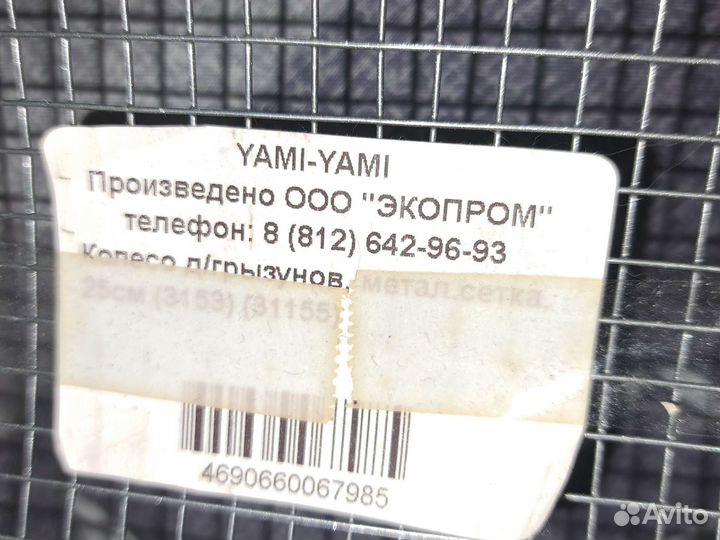 YAMI-YAMI
Произведено ООО "ЭКОПРОМ"
телефон: 8 (812) 642-96-93
Колесо д/грызунов, метал.сетка,
25см (3153) (31155)
4690660067985
Avito